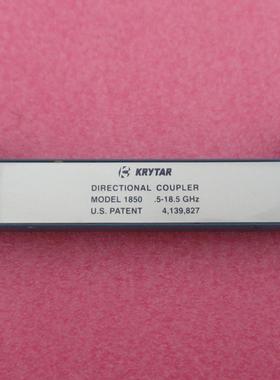 KRYTAR
DIRECTIONAL COUPLER
MODEL 1850 .5-18.5 GHz
U.S. PATENT 4,139,827